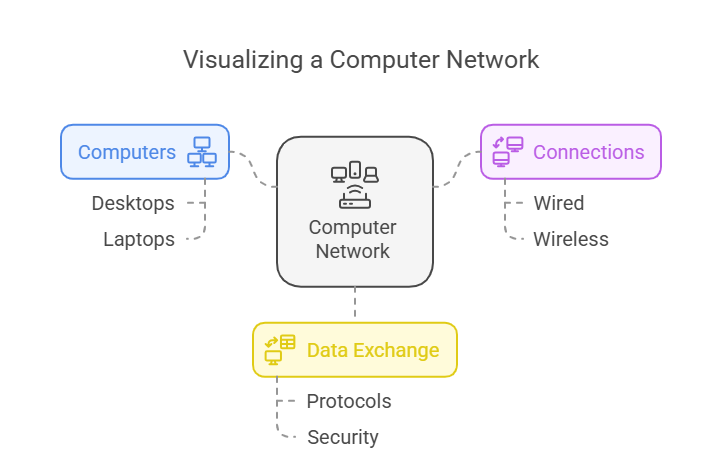 Visualizing a Computer Network
Computers
Desktops
Laptops
Computer
Network
Connections
Wired
Wireless
Data Exchange
Protocols
Security